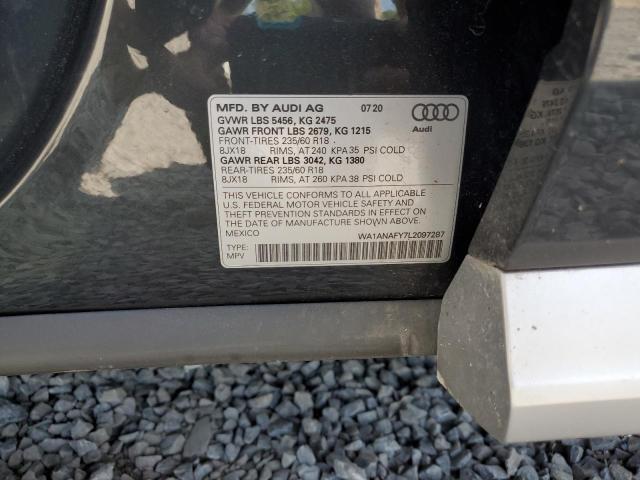 MFD. BY AUDI AG 07 20
GVWR LBS 5456, KG 2475
GAWR FRONT LBS 2679, KG 1215
Audi
FRONT-TIRES 235/60 R18
8JX18 RIMS, AT 240 KPA 35 PSI COLD
GAWR REAR LBS 3042, KG 1380
REAR-TIRES 235/60 R18
8JX18 RIMS, AT 260 KPA 38 PSI COLD
THIS VEHICLE CONFORMS TO ALL APPLICABLE
U.S. FEDERAL MOTOR VEHICLE SAFETY AND
THEFT PREVENTION STANDARDS IN EFFECT ON
THE DATE OF MANUFACTURE SHOWN ABOVE.
MEXICO WA1ANAFY7L2097287
TYPE:
MPV